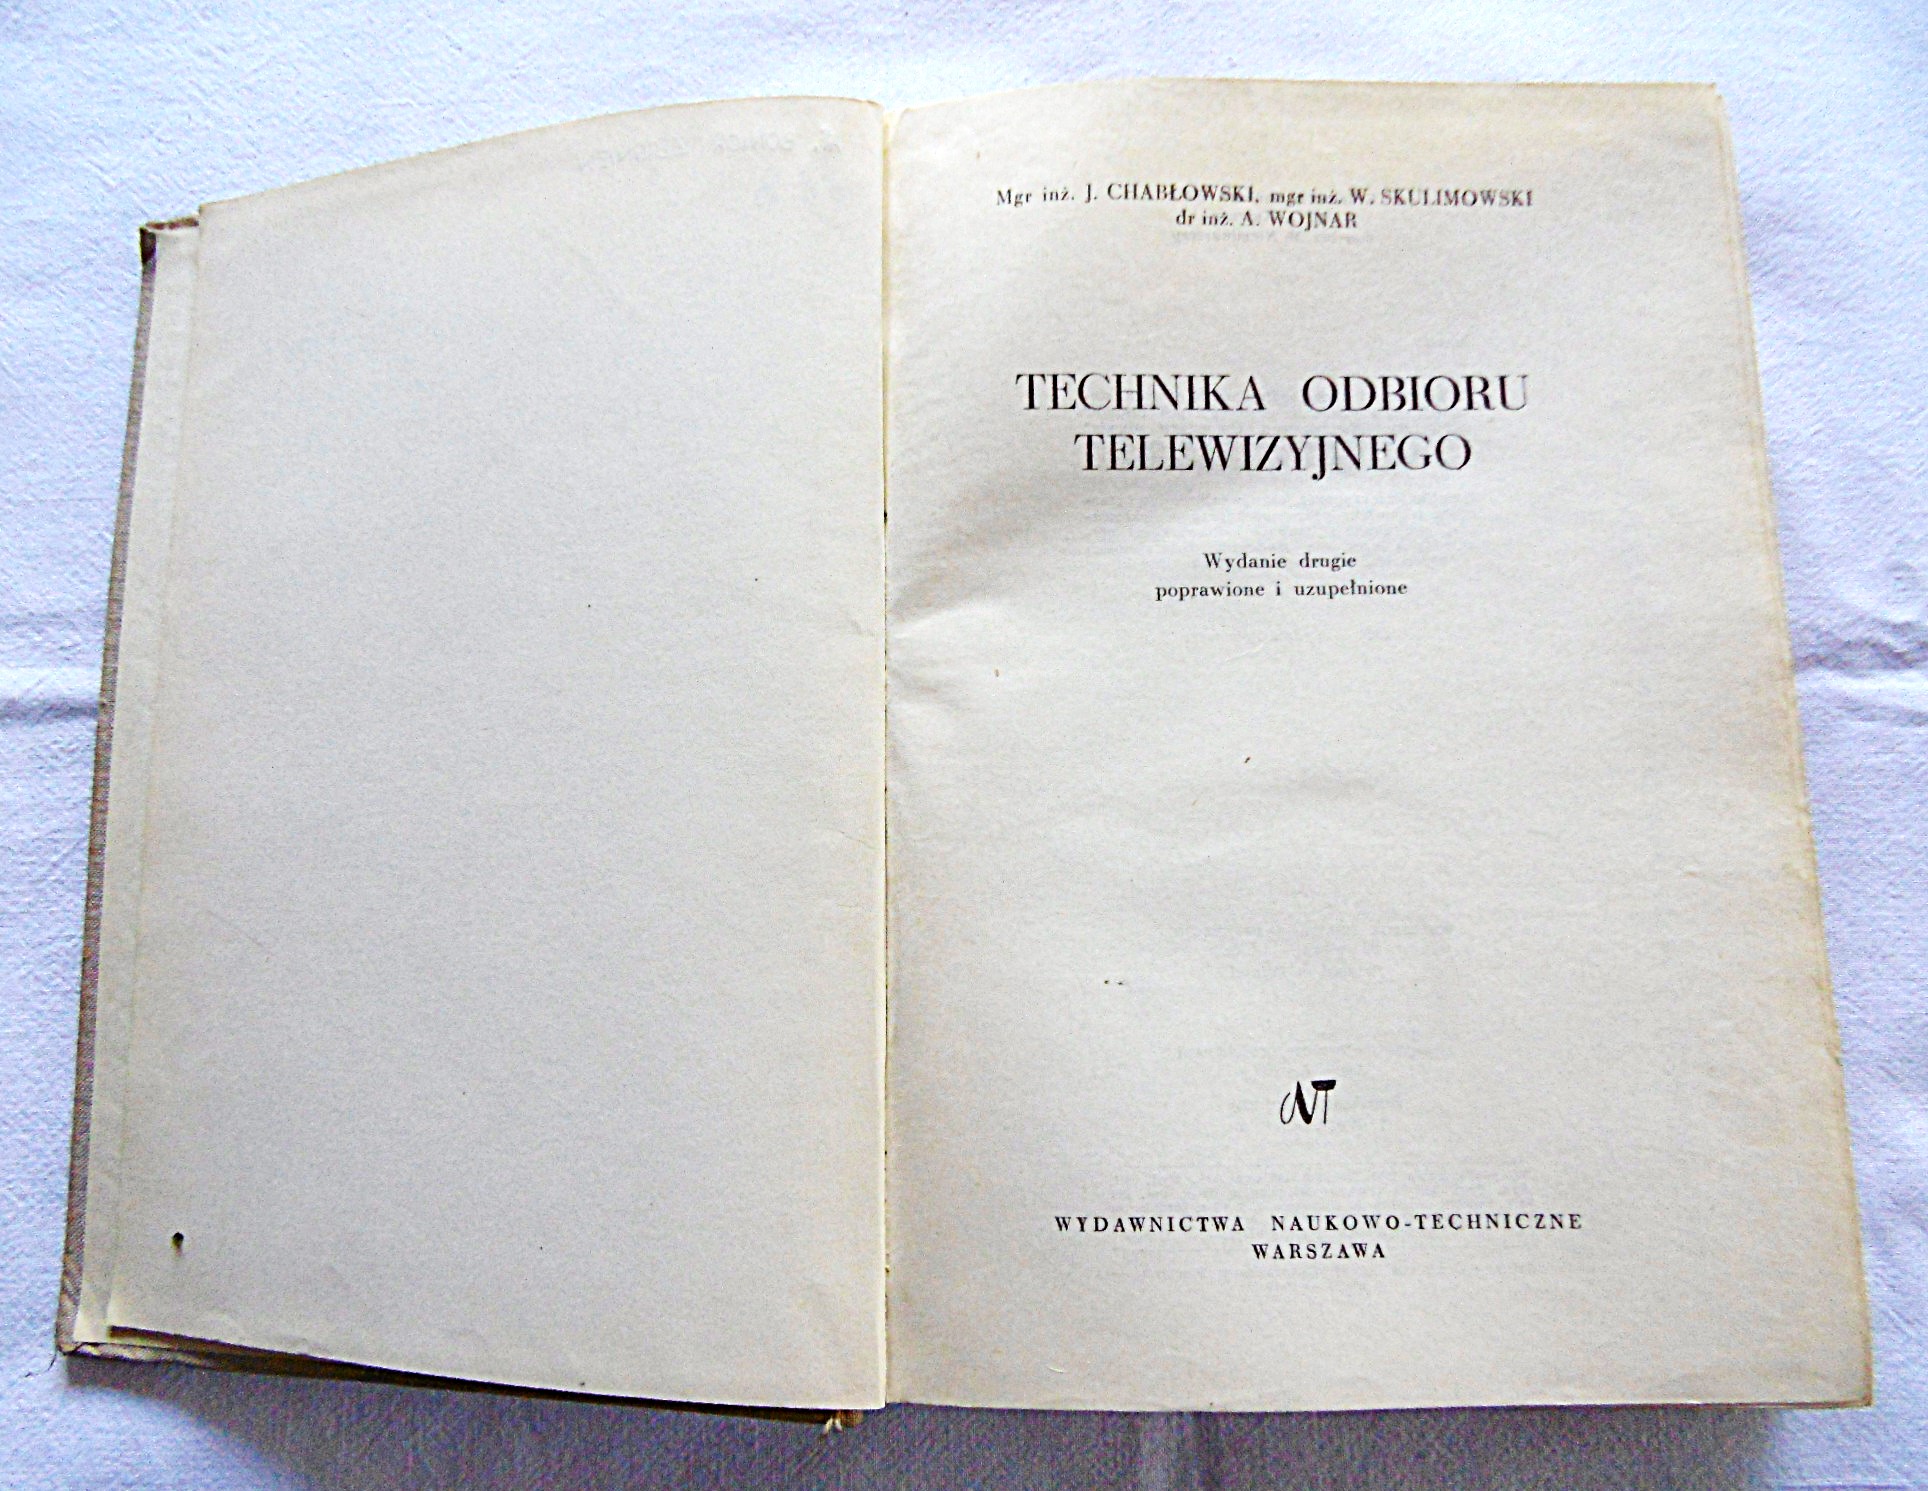 Mgr inż. J. CHABŁOWSKI, mgr inż. W. SKULIMOWSKI
dr inż. A. WOJNAR
TECHNIKA ODBIORU
TELEWIZYJNEGO
Wydanie drugie
poprawione i uzupełnione
WNT
WYDAWNICTWA NAUKOWO-TECHNICZNE
WARSZAWA